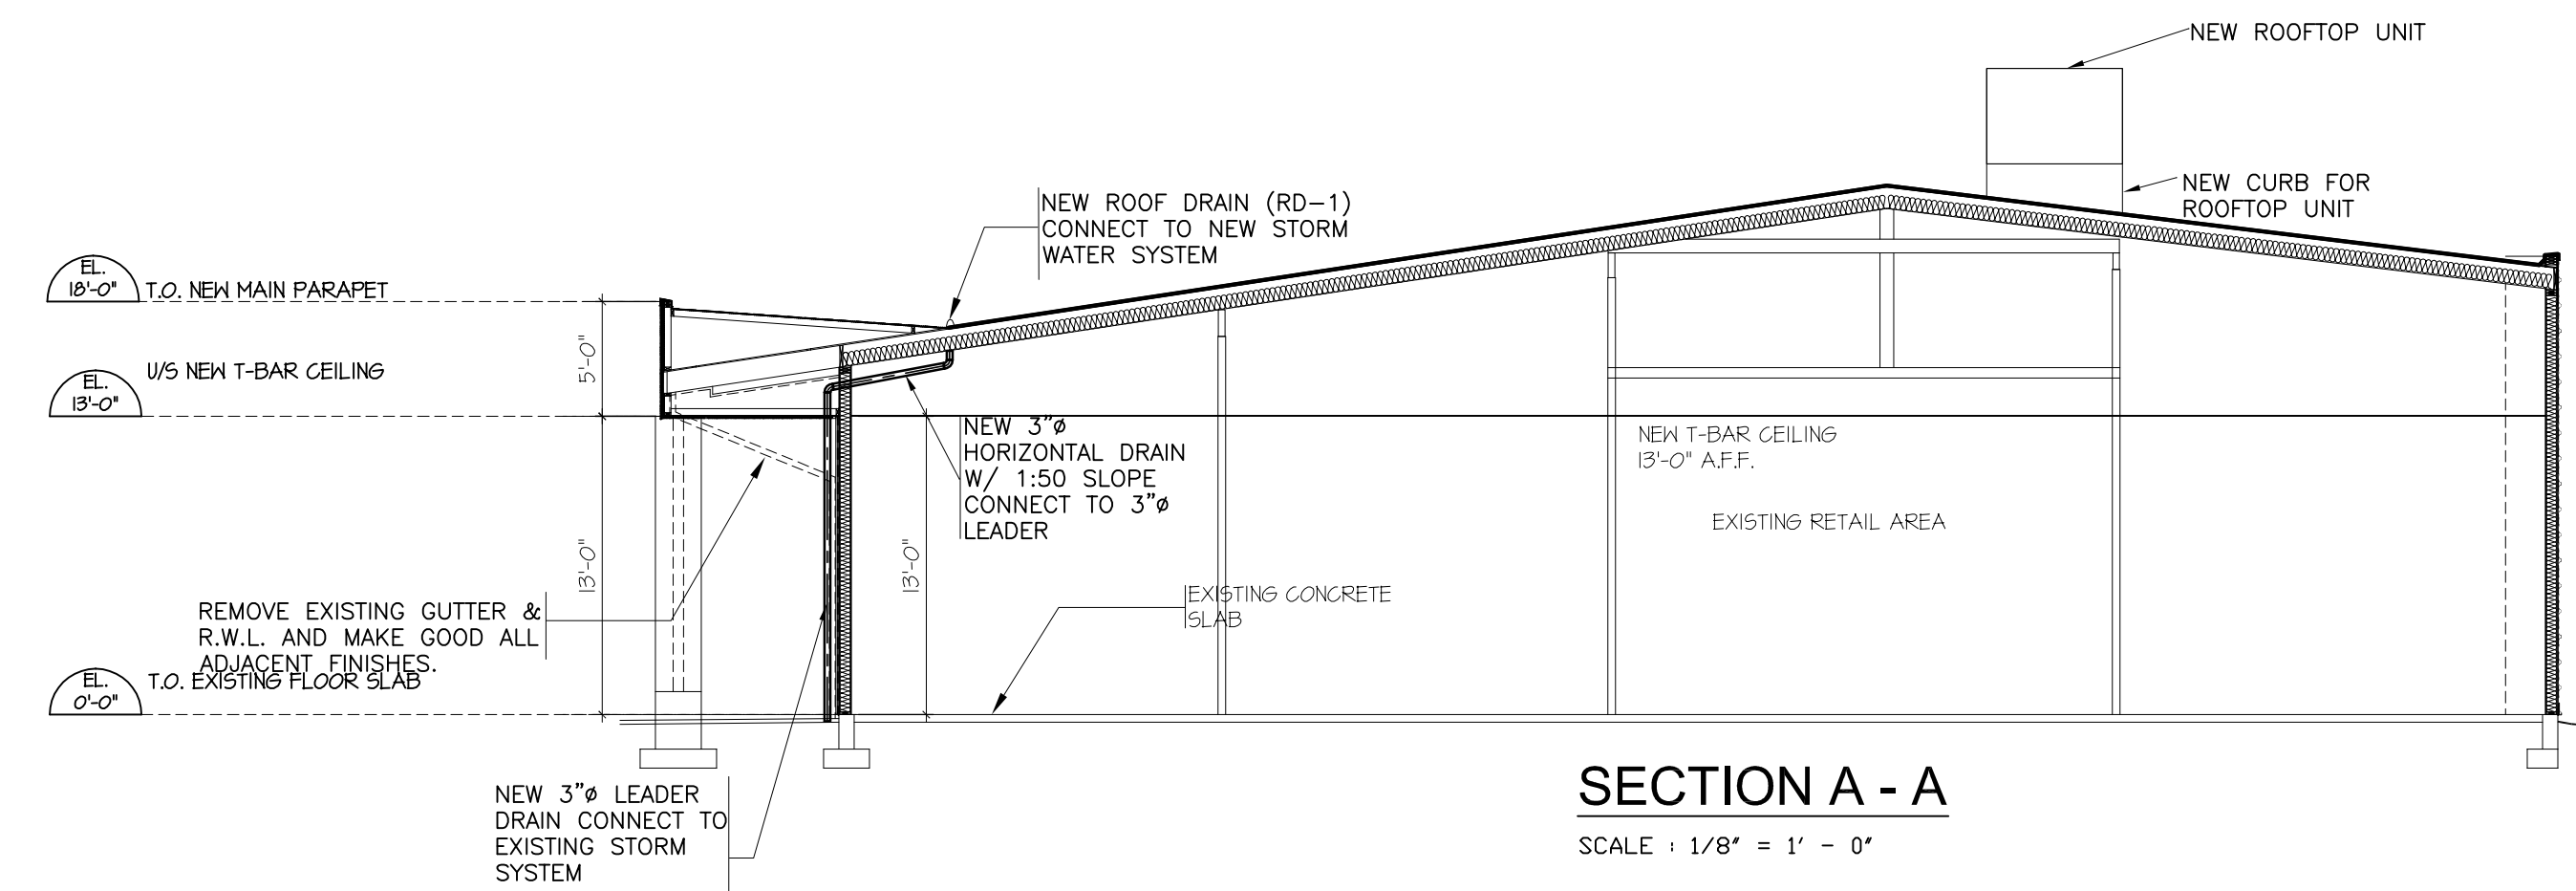 NEW ROOFTOP UNIT
NEW CURB FOR
ROOFTOP UNIT
NEW ROOF DRAIN (RD-1)
CONNECT TO NEW STORM
WATER SYSTEM
EL.
18'-0"
T.O. NEW MAIN PARAPET
5'-0"
EL.
13'-0"
U/S NEW T-BAR CEILING
NEW 3"ø
HORIZONTAL DRAIN
W/ 1:50 SLOPE
CONNECT TO 3"ø
LEADER
NEW T-BAR CEILING
13'-0" A.F.F.
EXISTING RETAIL AREA
13'-0"
13'-0"
EXISTING CONCRETE
SLAB
REMOVE EXISTING GUTTER &
R.W.L. AND MAKE GOOD ALL
ADJACENT FINISHES.
EL.
0'-0"
T.O. EXISTING FLOOR SLAB
NEW 3"ø LEADER
DRAIN CONNECT TO
EXISTING STORM
SYSTEM
SECTION A - A
SCALE : 1/8" = 1' - 0"